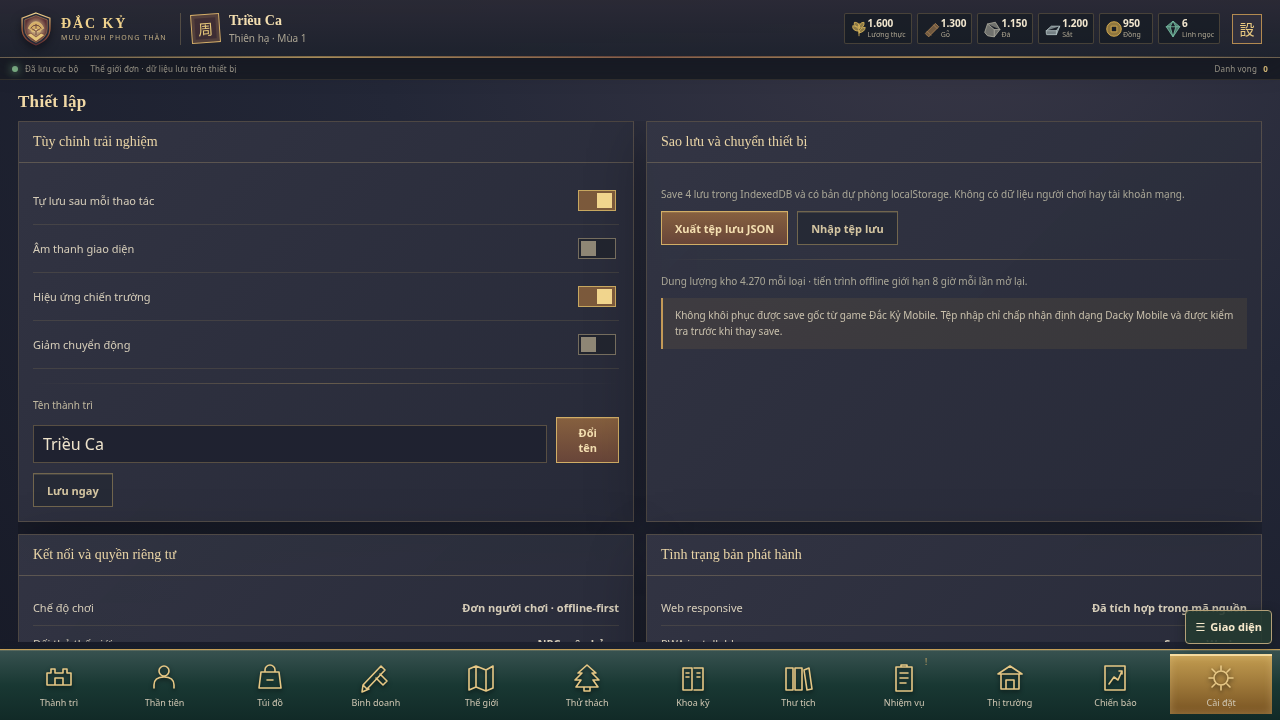 ĐẮC KỶ
MƯU ĐỊNH PHONG THẦN
周
Triều Ca
Thiên hạ · Mùa 1
1.600
Lương thực
1.300
Gỗ
1.150
Đá
1.200
Sắt
950
Đồng
6
Linh ngọc
設
Đã lưu cục bộ
Thế giới đơn · dữ liệu lưu trên thiết bị
Danh vọng 0
Thiết lập
Tùy chỉnh trải nghiệm
Tự lưu sau mỗi thao tác
Âm thanh giao diện
Hiệu ứng chiến trường
Giảm chuyển động
Tên thành trì
Triều Ca
Đổi
tên
Lưu ngay
Sao lưu và chuyển thiết bị
Save 4 lưu trong IndexedDB và có bản dự phòng localStorage. Không có dữ liệu người chơi hay tài khoản mạng.
Xuất tệp lưu JSON
Nhập tệp lưu
Dung lượng kho 4.270 mỗi loại · tiến trình offline giới hạn 8 giờ mỗi lần mở lại.
Không khôi phục được save gốc từ game Đắc Kỷ Mobile. Tệp nhập chỉ chấp nhận định dạng Dacky Mobile và được kiểm
tra trước khi thay save.
Kết nối và quyền riêng tư
Chế độ chơi
Đơn người chơi · offline-first
Tình trạng bản phát hành
Web responsive
Đã tích hợp trong mã nguồn
☰ Giao diện
Thành trì
Thần tiên
Túi đồ
Binh doanh
Thế giới
Thử thách
Khoa kỹ
Thư tịch
!
Nhiệm vụ
Thị trường
Chiến báo
Cài đặt